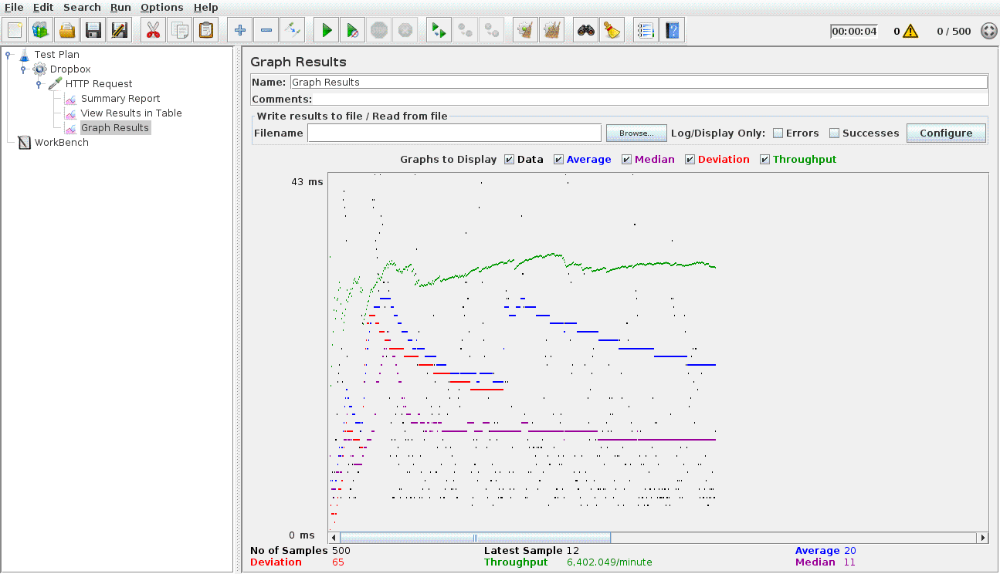 File Edit Search Run Options Help
00:00:04 0 0 / 500
Test Plan
Dropbox
HTTP Request
Summary Report
View Results in Table
Graph Results
WorkBench
Graph Results
Name: Graph Results
Comments:
Write results to file / Read from file
Filename Browse... Log/Display Only: Errors Successes Configure
Graphs to Display Data Average Median Deviation Throughput
43 ms
0 ms
No of Samples 500 Latest Sample 12 Average 20
Deviation 65 Throughput 6,402.049/minute Median 11